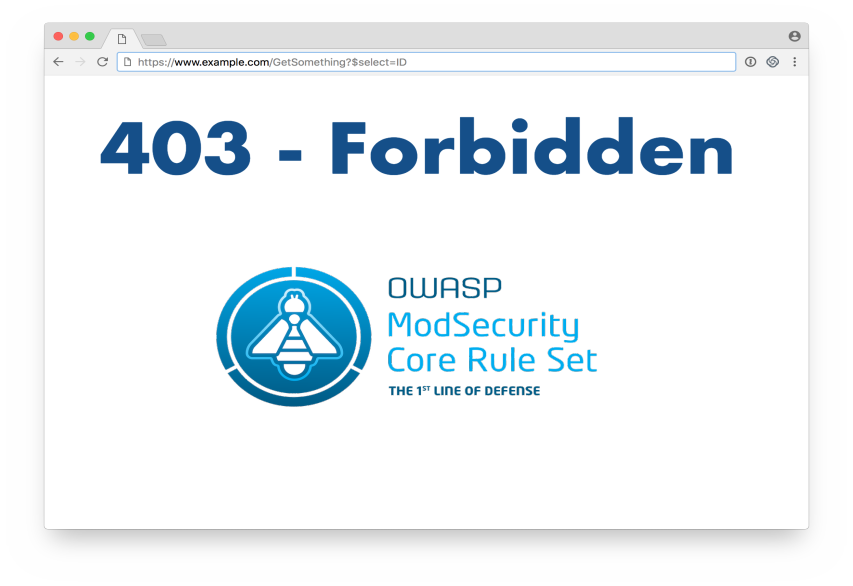 https://www.example.com/GetSomething?$select=ID
403 - Forbidden
OWASP
ModSecurity
Core Rule Set
THE 1ST LINE OF DEFENSE